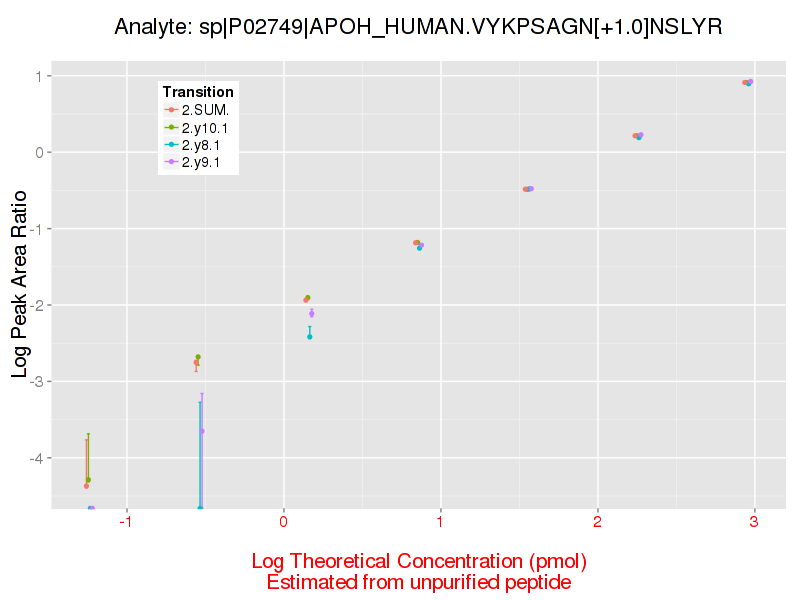 Analyte: sp|P02749|APOH_HUMAN.VYKPSAGN[+1.0]NSLYR
Transition
2.SUM.
2.y10.1
2.y8.1
2.y9.1
Log Peak Area Ratio
1
0
-1
-2
-3
-4
-1
0
1
2
3
Log Theoretical Concentration (pmol)
Estimated from unpurified peptide